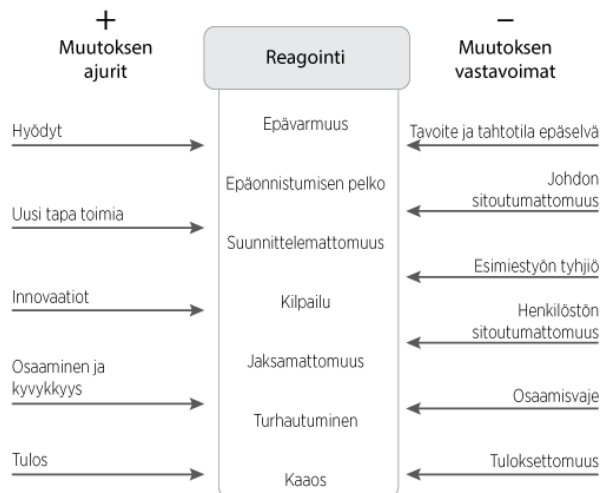 +
Muutoksen
ajurit
Hyödyt
Uusi tapa toimia
Innovaatiot
Osaaminen ja
kyvykkyys
Tulos
Reagointi
Epävarmuus
Epäonnistumisen pelko
Suunnittelemattomuus
Kilpailu
Jaksamattomuus
Turhautuminen
Kaaos
−
Muutoksen
vastavoimat
Tavoite ja tahtotila epäselvä
Johdon
sitoutumattomuus
Esimiestyön tyhjiö
Henkilöstön
sitoutumattomuus
Osaamisvaje
Tuloksettomuus